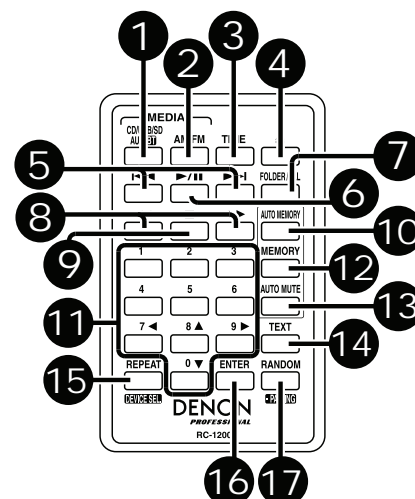 1 2 3 4
MEDIA
CD/USB/SD AM/FM TIME
5 6 7
FOLDER/
8 9 10
AUTO MEMORY
1 2 3 MEMORY
12
4 5 6 AUTO MUTE
11 13
7 ◄ 8 ▲ 9 ► TEXT
14
15
REPEAT 0 ▼ ENTER RANDOM
DEVICE SEL.
DENON
PROFESSIONAL
RC-1200
16 17